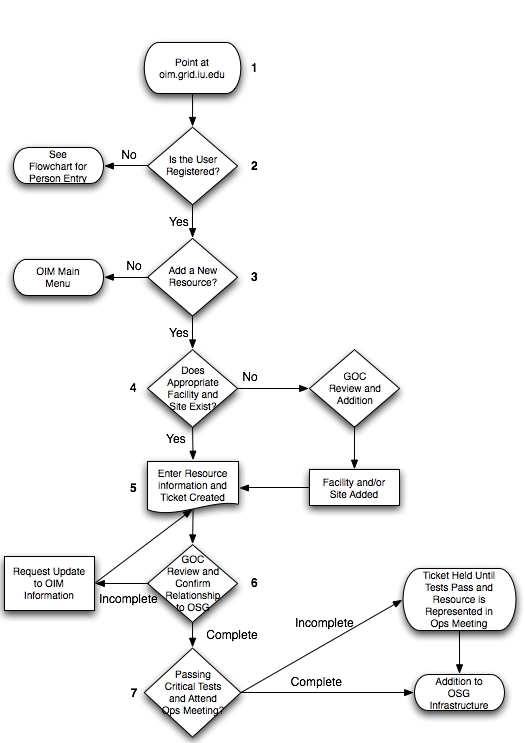 Point at
oim.grid.iu.edu
1
Is the User
Registered?
2
No
See
Flowchart for
Person Entry
Yes
Add a New
Resource?
3
No
OIM Main
Menu
Yes
Does
Appropriate
Facility and
Site Exist?
4
No
GOC
Review and
Addition
Yes
Facility and/or
Site Added
5
Enter Resource
information and
Ticket Created
GOC
Review and
Confirm
Relationship
to OSG
6
Incomplete
Request Update
to OIM
Information
Complete
7
Passing
Critical Tests
and Attend
Ops Meeting?
Incomplete
Ticket Held Until
Tests Pass and
Resource is
Represented in
Ops Meeting
Complete
Addition to
OSG
Infrastructure